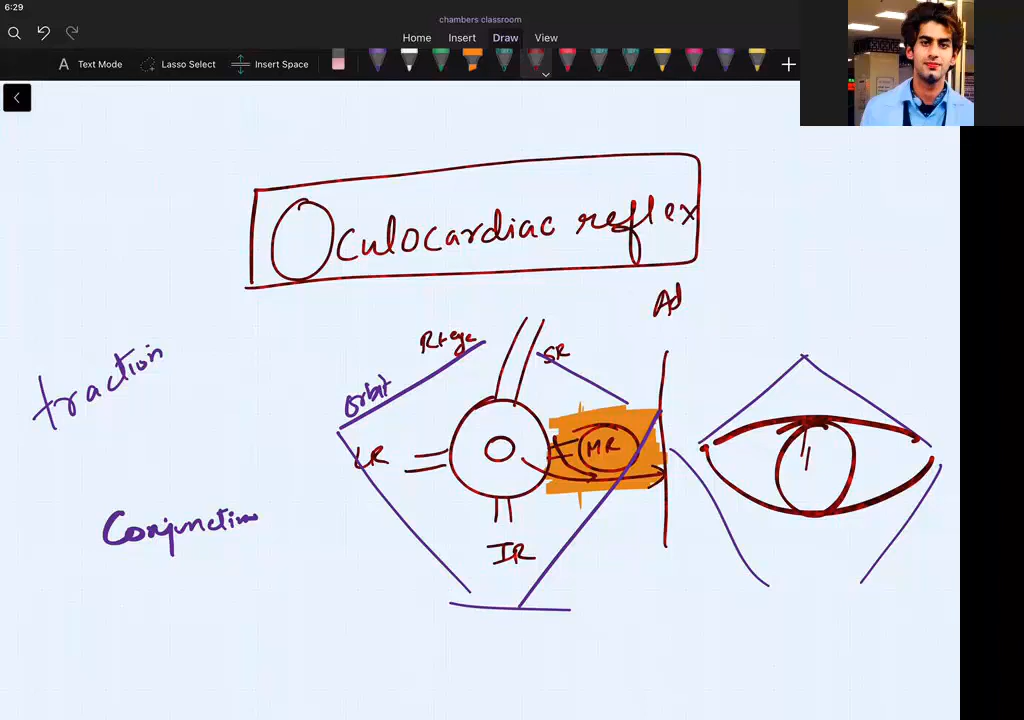 6:29
chambers classroom
Home Insert Draw View
Text Mode Lasso Select Insert Space
Oculocardiac reflex
Ad
Rt eye
SR
traction
orbit
LR
MR
Conjunctiva
IR